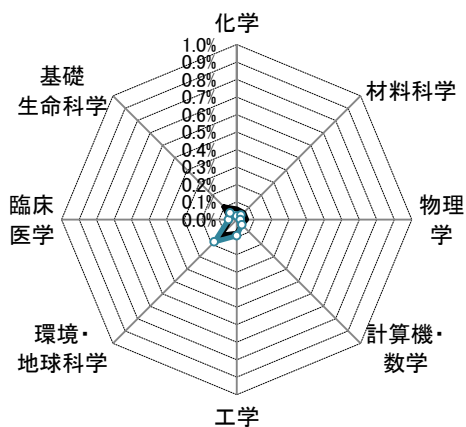 化学
1.0%
0.9%
0.8%
0.7%
0.6%
0.5%
0.4%
0.3%
0.2%
0.1%
0.0%
材料科学
物理
学
計算機・
数学
工学
環境・
地球科学
臨床
医学
基礎
生命科学